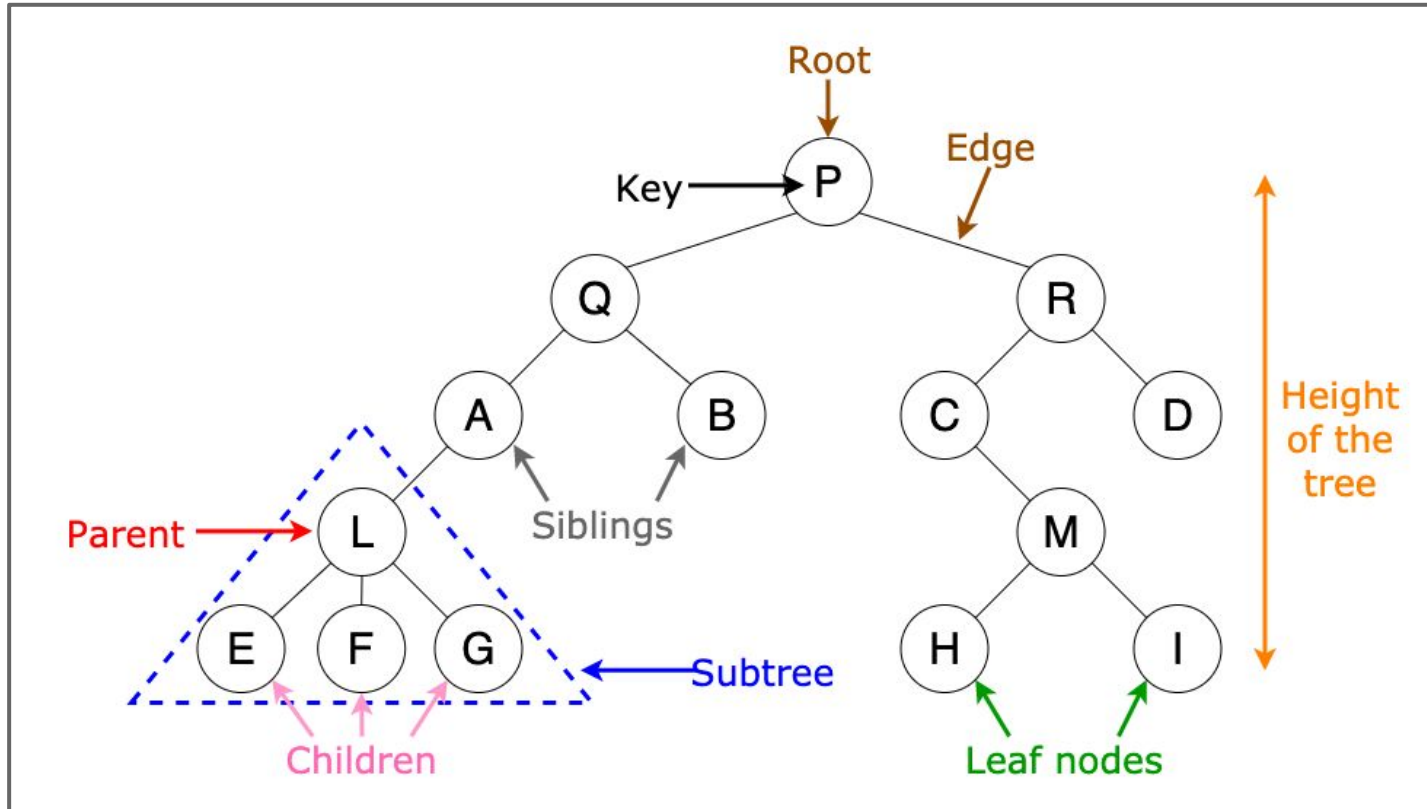 Root
Edge
Key
P
Q
R
A
B
C
D
Height
of the
tree
Parent
L
Siblings
M
E
F
G
H
I
Subtree
Children
Leaf nodes